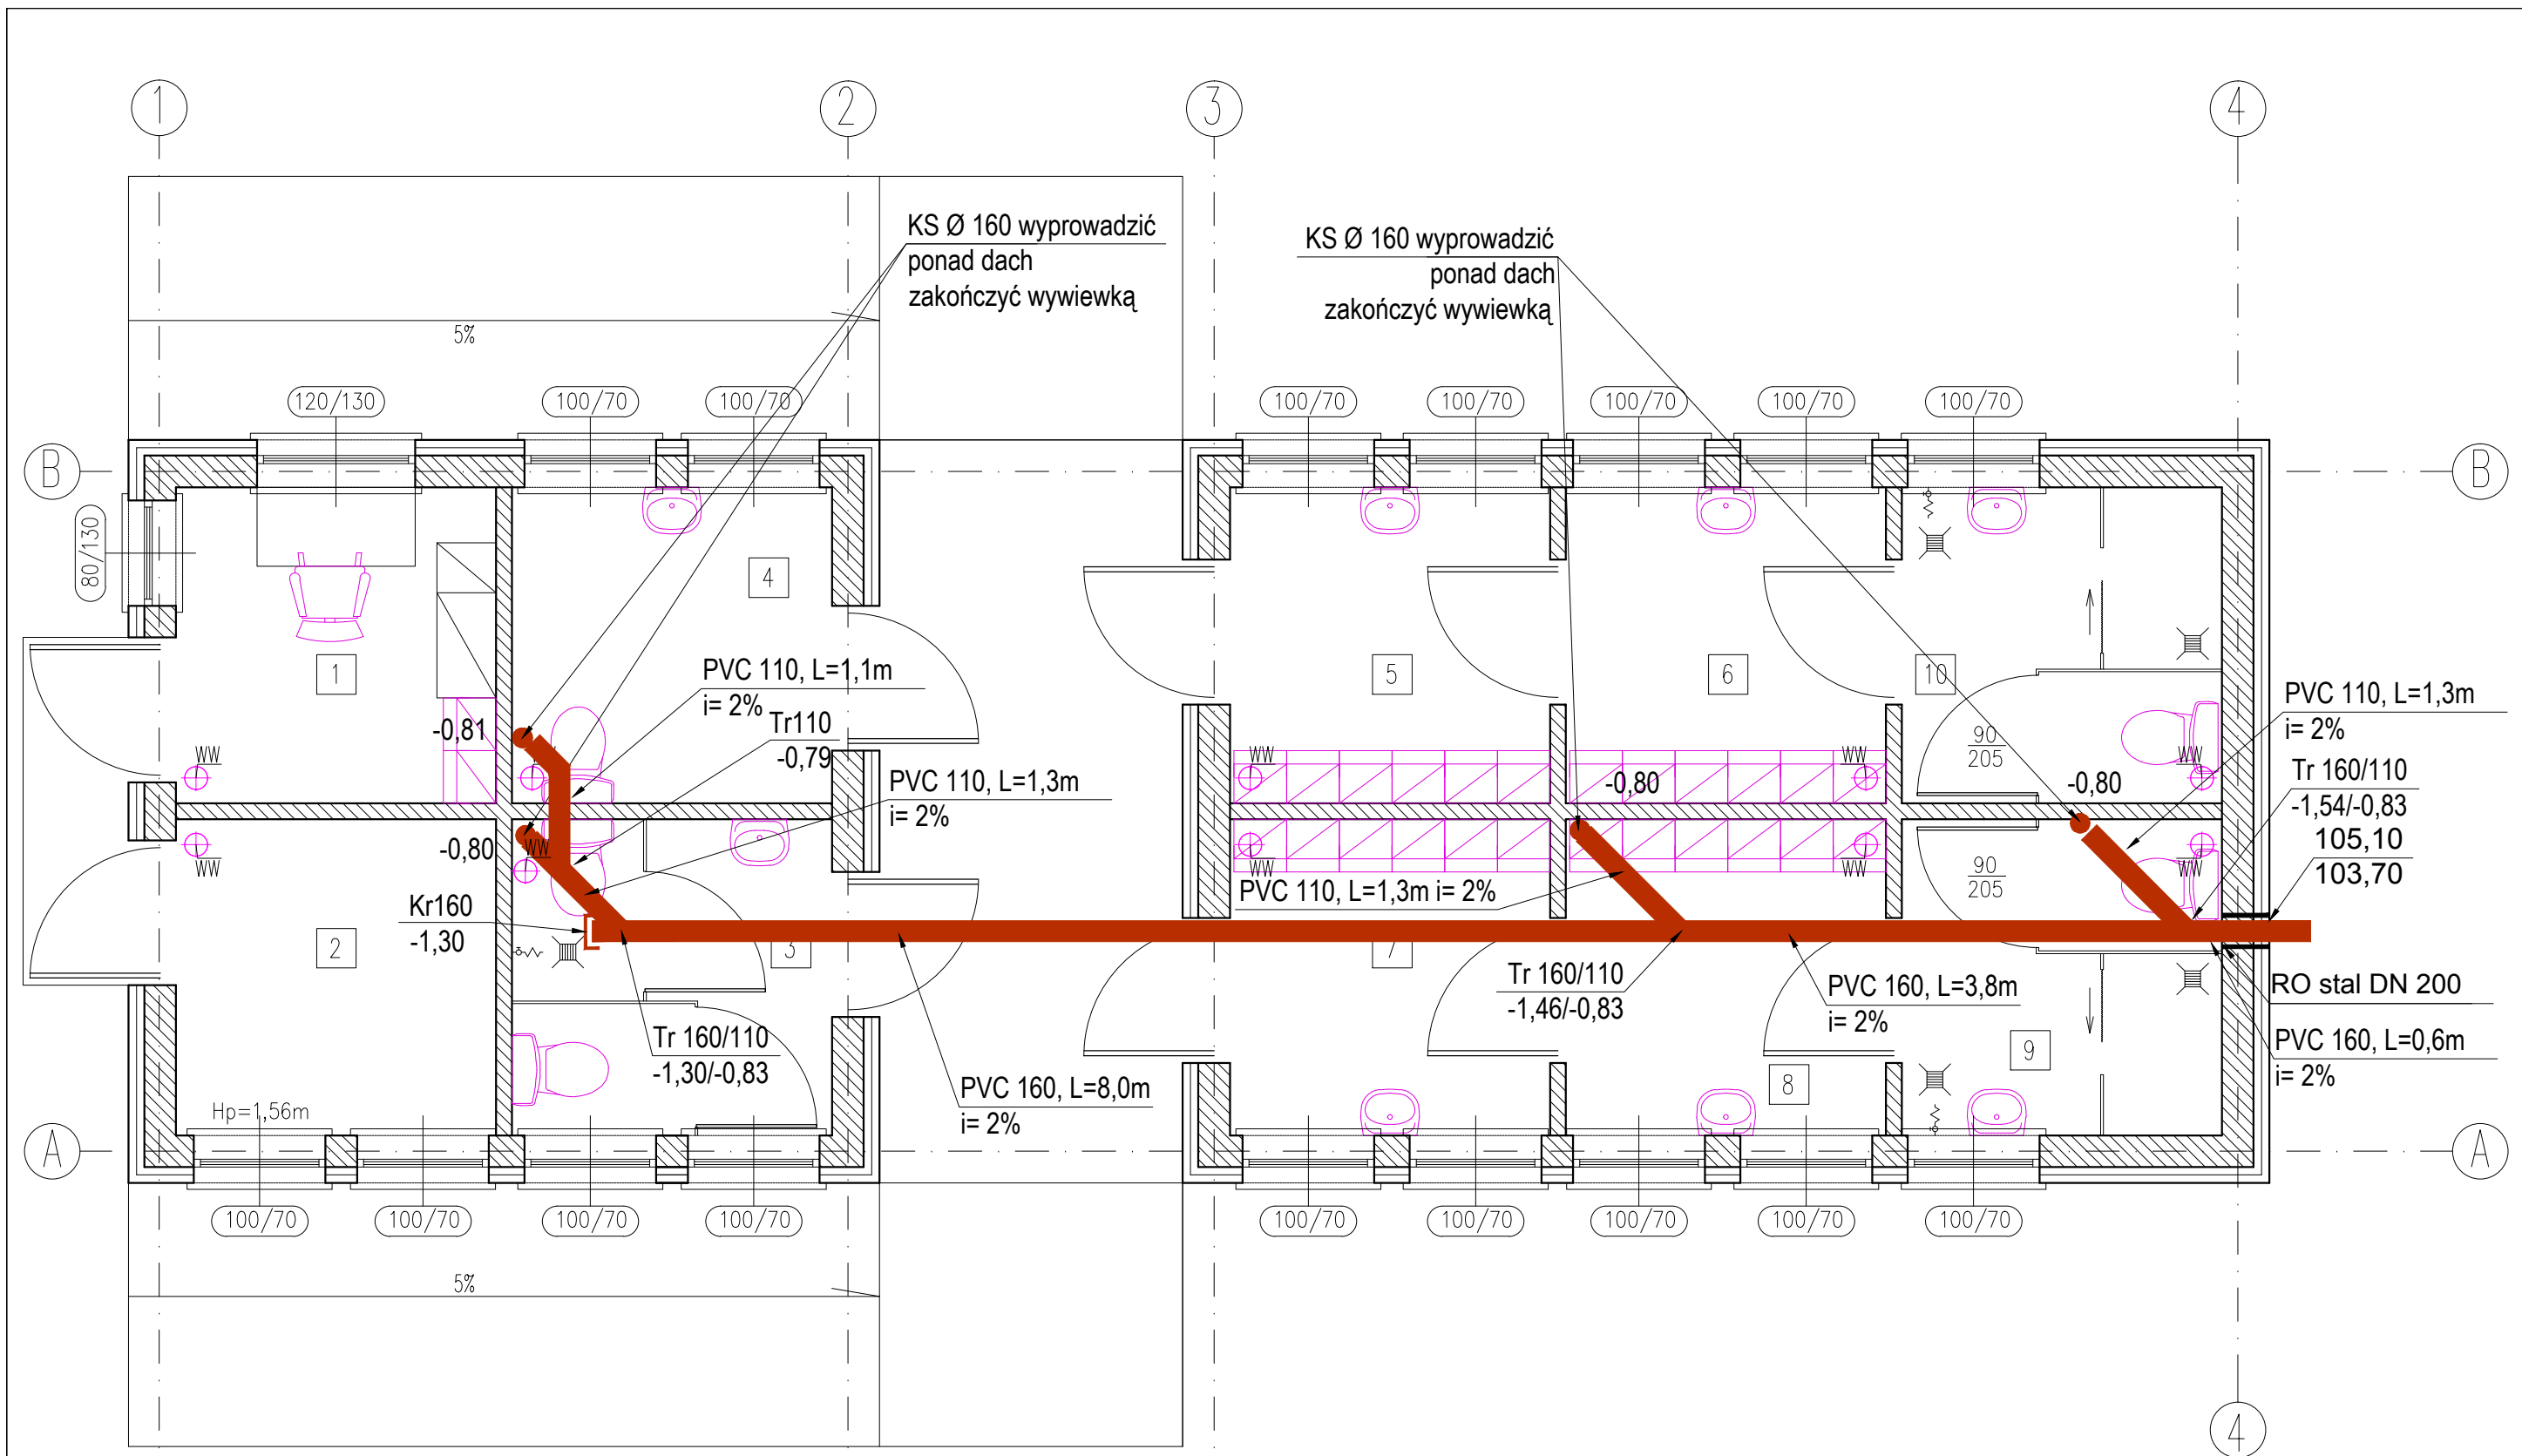 1
2
3
4
KS Ø 160 wyprowadzić
ponad dach
zakończyć wywiewką
KS Ø 160 wyprowadzić
ponad dach
zakończyć wywiewką
5%
120/130
100/70
100/70
100/70
100/70
100/70
100/70
100/70
B
B
80/130
4
1
5
6
10
PVC 110, L=1,1m
i= 2%
Tr110
-0,79
-0,81
PVC 110, L=1,3m
i= 2%
PVC 110, L=1,3m
i= 2%
90
205
WW
WW
WW
WW
WW
WW
-0,80
-0,80
Tr 160/110
-1,54/-0,83
105,10
103,70
-0,80
WW
WW
WW
WW
WW
90
205
PVC 110, L=1,3m i= 2%
Kr160
-1,30
2
3
7
Tr 160/110
-1,46/-0,83
PVC 160, L=3,8m
i= 2%
RO stal DN 200
PVC 160, L=0,6m
i= 2%
9
8
Tr 160/110
-1,30/-0,83
PVC 160, L=8,0m
i= 2%
Hp=1,56m
A
A
100/70
100/70
100/70
100/70
100/70
100/70
100/70
100/70
100/70
5%
4